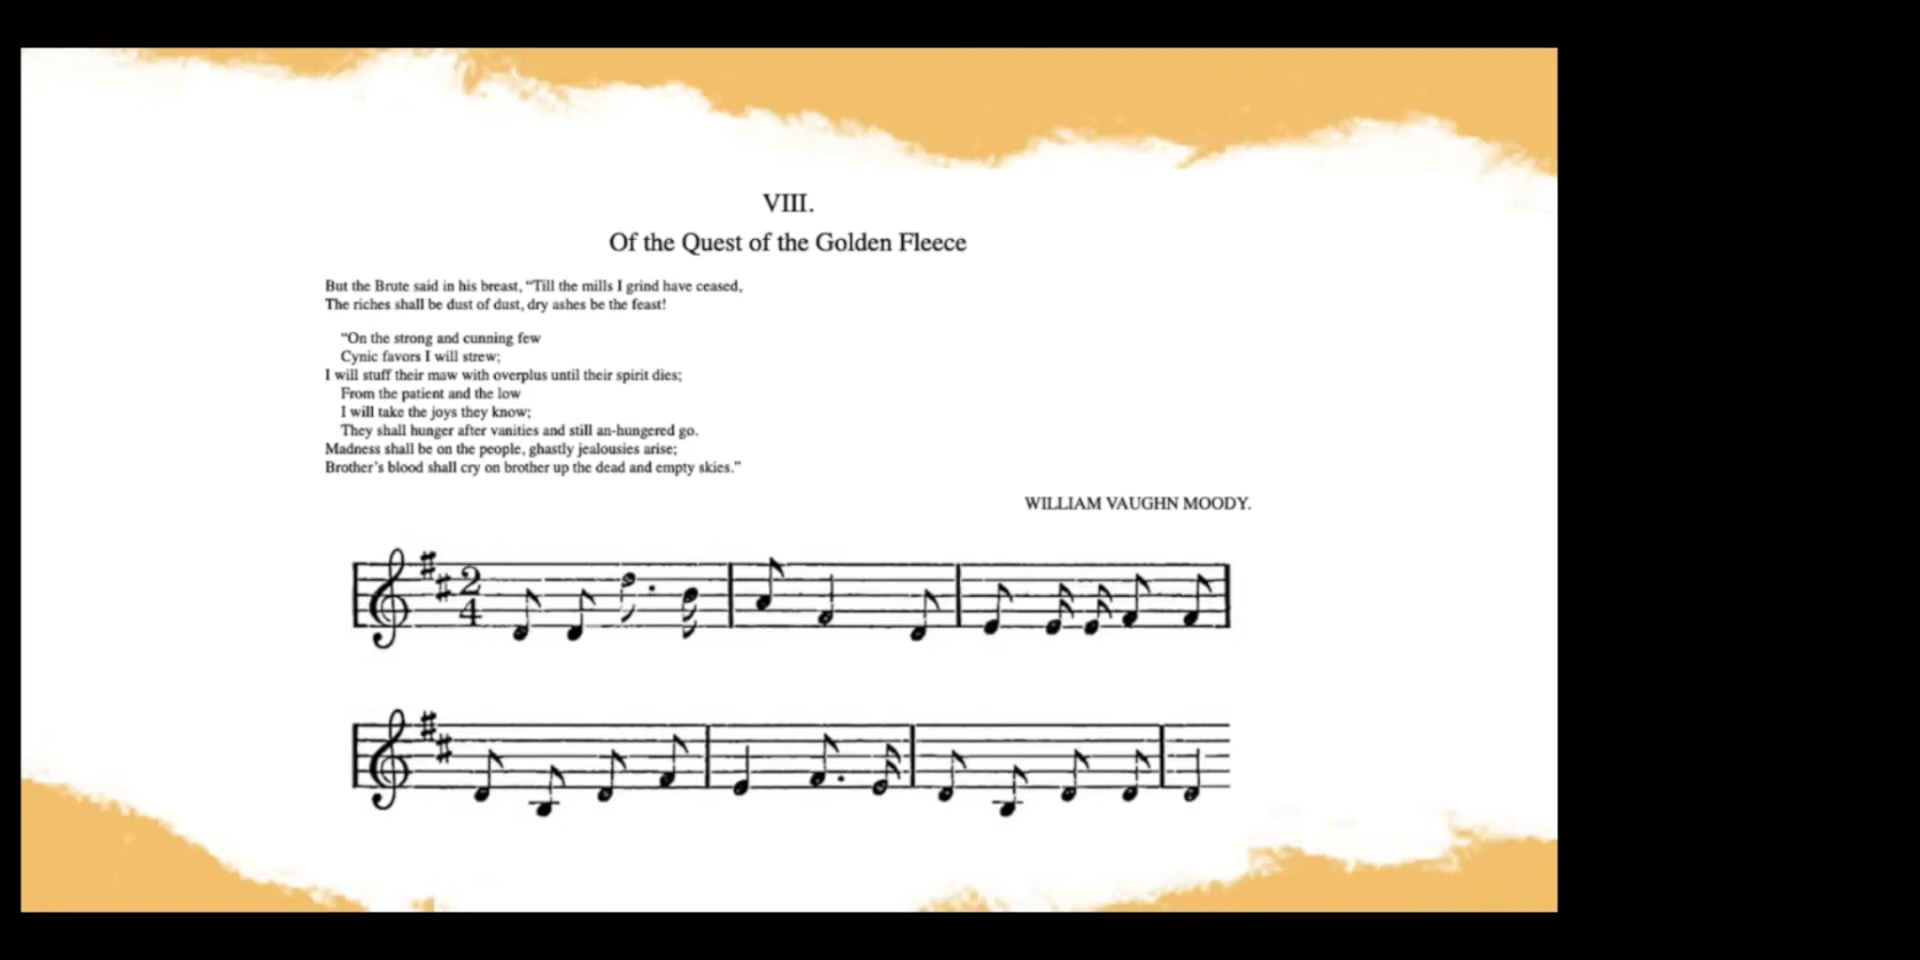 VIII.
Of the Quest of the Golden Fleece
But the Brute said in his breast, “Till the mills I grind have ceased,
The riches shall be dust of dust, dry ashes be the feast!
“On the strong and cunning few
Cynic favors I will strew;
I will stuff their maw with overplus until their spirit dies;
From the patient and the low
I will take the joys they know;
They shall hunger after vanities and still an-hungered go.
Madness shall be on the people, ghastly jealousies arise;
Brother’s blood shall cry on brother up the dead and empty skies.”
WILLIAM VAUGHN MOODY.
2
4